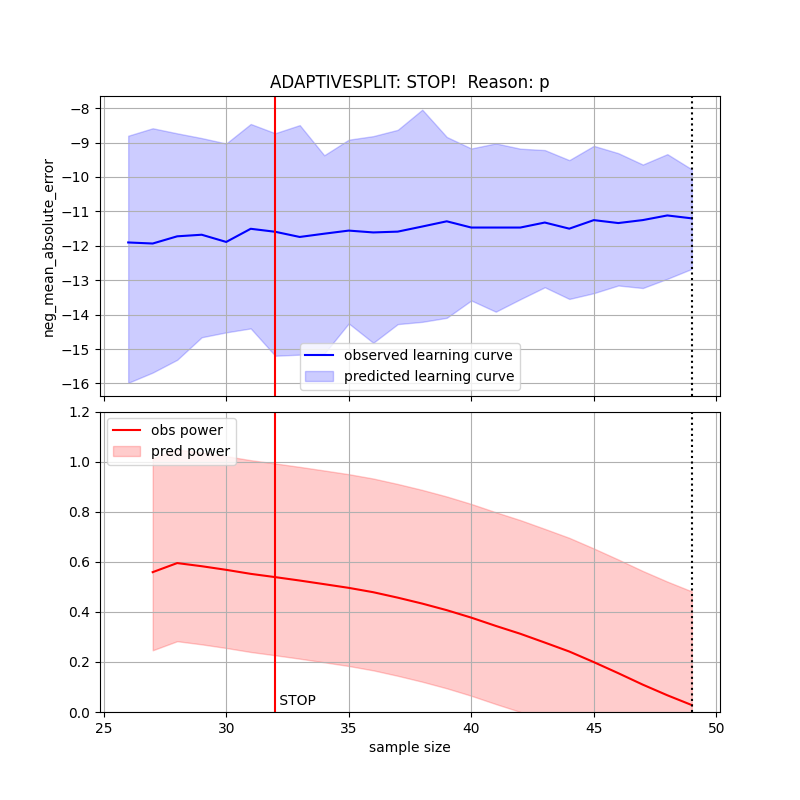 ADAPTIVESPLIT: STOP!  Reason: p
neg_mean_absolute_error
−8
−9
−10
−11
−12
−13
−14
−15
−16
observed learning curve
predicted learning curve
1.2
1.0
0.8
0.6
0.4
0.2
0.0
obs power
pred power
STOP
25
30
35
40
45
50
sample size